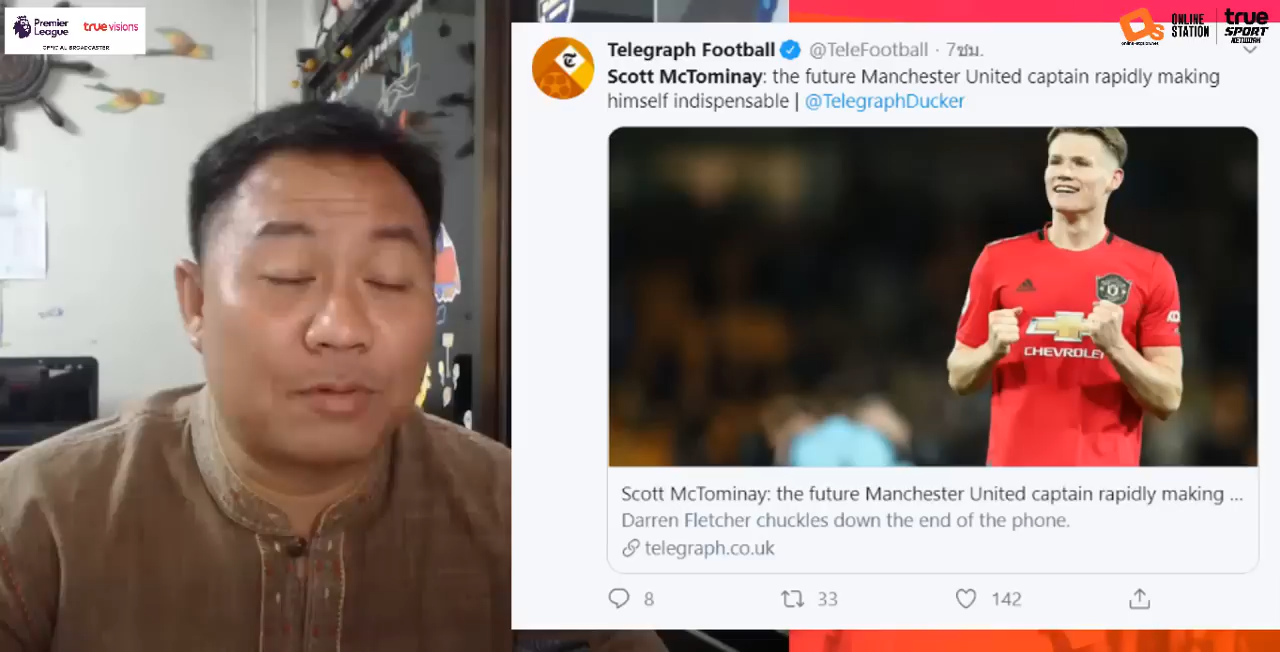 Premier
League
true visions
OFFICIAL BROADCASTER
Telegraph Football @TeleFootball · 7ชม.
Scott McTominay: the future Manchester United captain rapidly making
himself indispensable | @TelegraphDucker
CHEVROLET
Scott McTominay: the future Manchester United captain rapidly making ...
Darren Fletcher chuckles down the end of the phone.
telegraph.co.uk
8
33
142
OS
ONLINE
STATION
true
SPORT
NETWORK